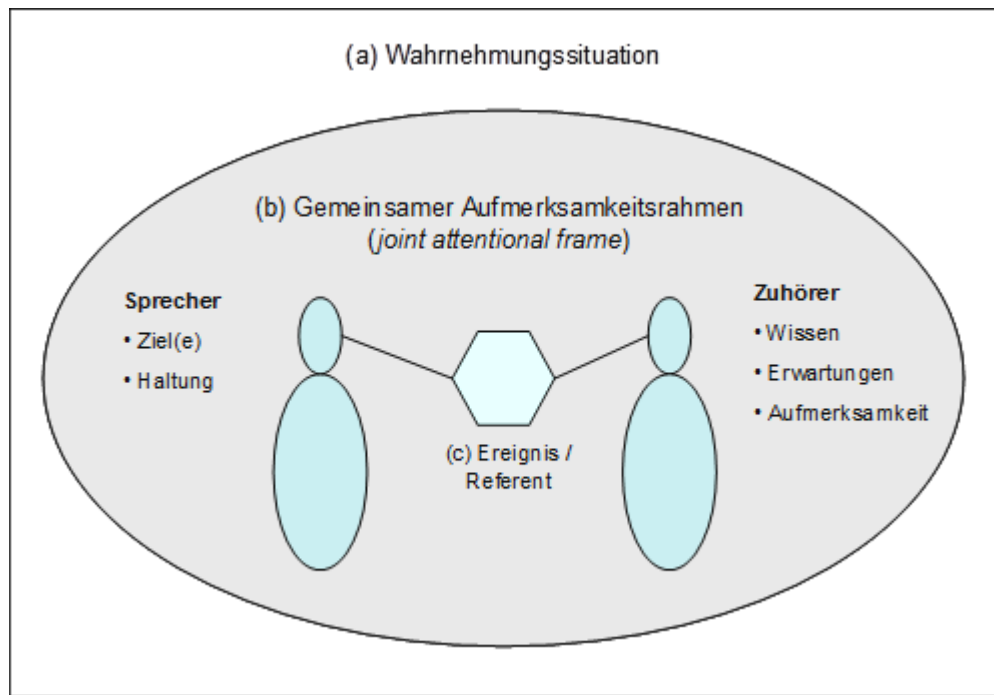 (a) Wahrnehmungssituation
(b) Gemeinsamer Aufmerksamkeitsrahmen
(joint attentional frame)
Sprecher
• Ziel(e)
• Haltung
Zuhörer
• Wissen
• Erwartungen
• Aufmerksamkeit
(c) Ereignis /
Referent